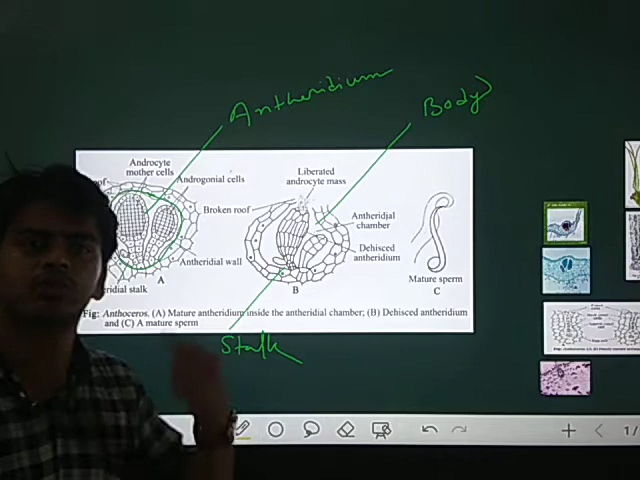 Antheridium
Body
Androcyte
mother cells
Androgonial cells
Liberated
androcyte mass
Broken roof
Antheridial
chamber
Dehisced
antheridium
Antheridial wall
Mature sperm
A
B
C
Fig: Anthoceros. (A) Mature antheridium inside the antheridial chamber; (B) Dehisced antheridium
and (C) A mature sperm
Stalk
1/